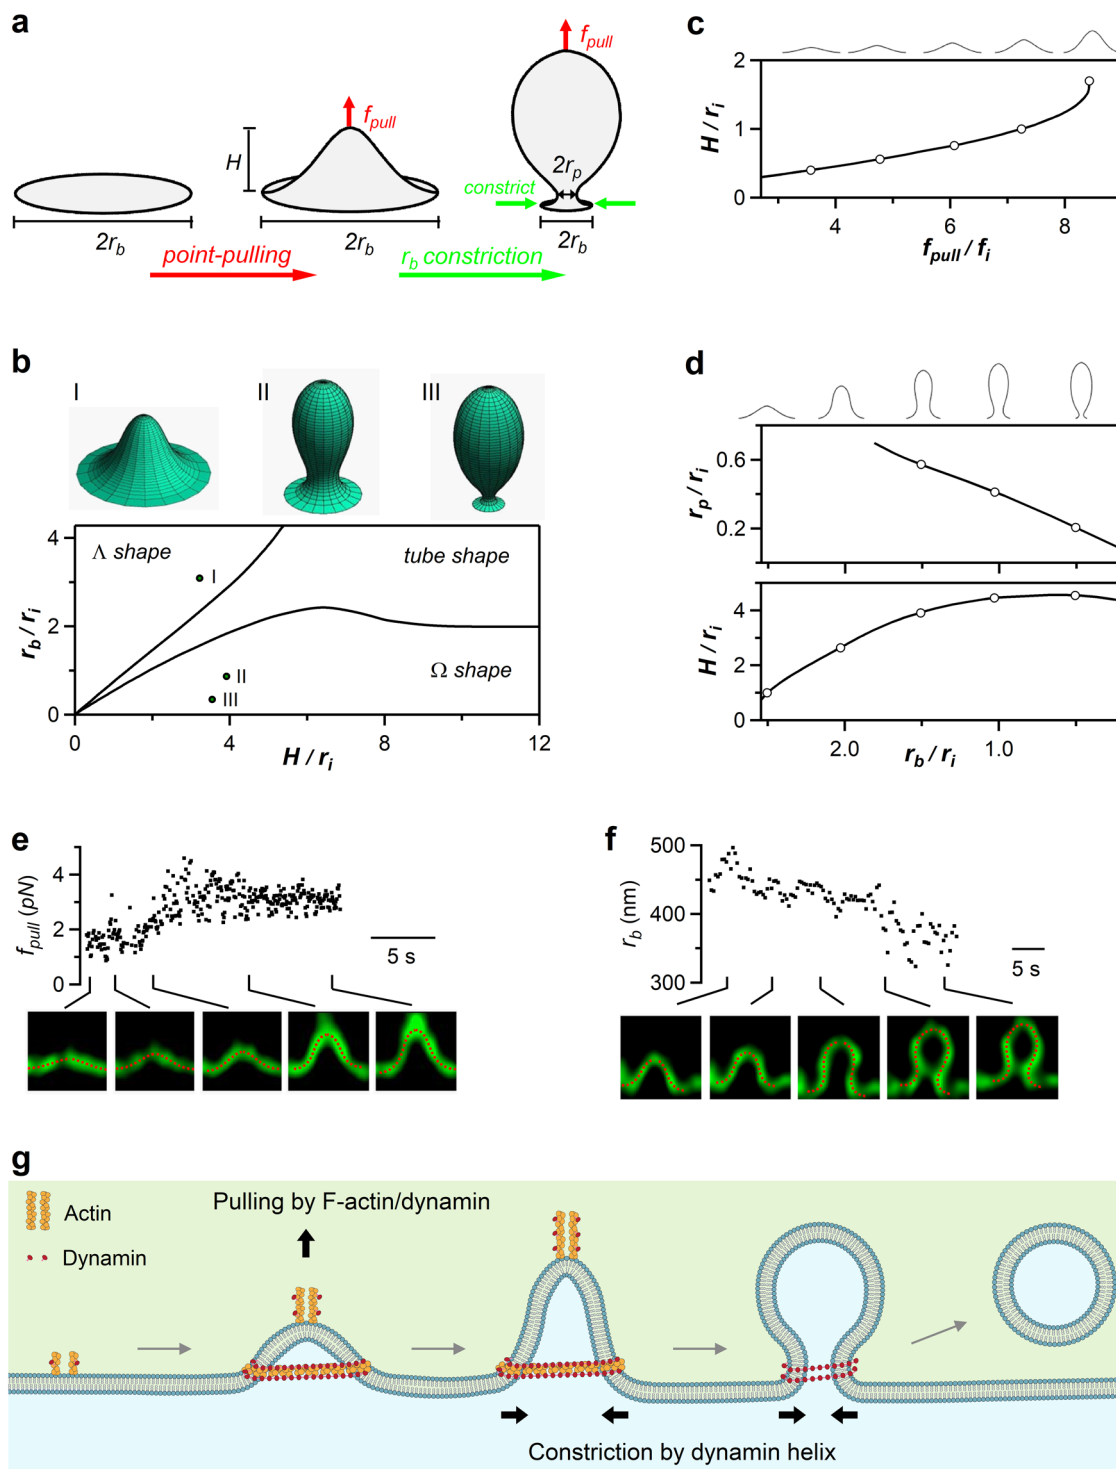 a
f_pull
H
f_pull
2r_p
constrict
2r_b
2r_b
2r_b
point-pulling
r_b constriction
b
I
II
III
4
2
0
r_b / r_i
Λ shape
tube shape
Ω shape
I
II
III
0
4
8
12
H / r_i
c
2
1
0
H / r_i
4
6
8
f_pull / f_i
d
0.6
0.2
r_p / r_i
4
2
0
H / r_i
2.0
1.0
r_b / r_i
e
4
2
0
f_pull (pN)
5 s
f
500
400
300
r_b (nm)
5 s
g
Actin
Dynamin
Pulling by F-actin/dynamin
Constriction by dynamin helix